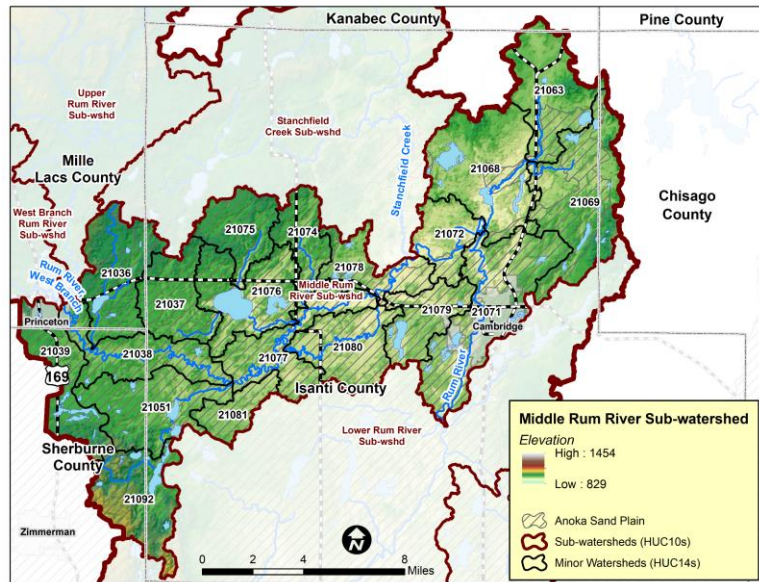 Kanabec County
Pine County
Upper
Rum River
Sub-wshd
21063
Stanchfield
Creek Sub-wshd
Stanchfield Creek
21068
Mille
Lacs County
21069
Chisago
County
West Branch
Rum River
Sub-wshd
21075
21074
21072
21036
21078
Rum River
West Branch
21037
21076
Middle Rum
River Sub-wshd
Princeton
21079
21071
Cambridge
21039
21038
21080
21077
169
Rum River
21051
Isanti County
21081
Lower Rum River
Sub-wshd
Sherburne
County
21092
Zimmerman
N
0
2
4
8
Miles
Middle Rum River Sub-watershed
Elevation
High : 1454
Low : 829
Anoka Sand Plain
Sub-watersheds (HUC10s)
Minor Watersheds (HUC14s)